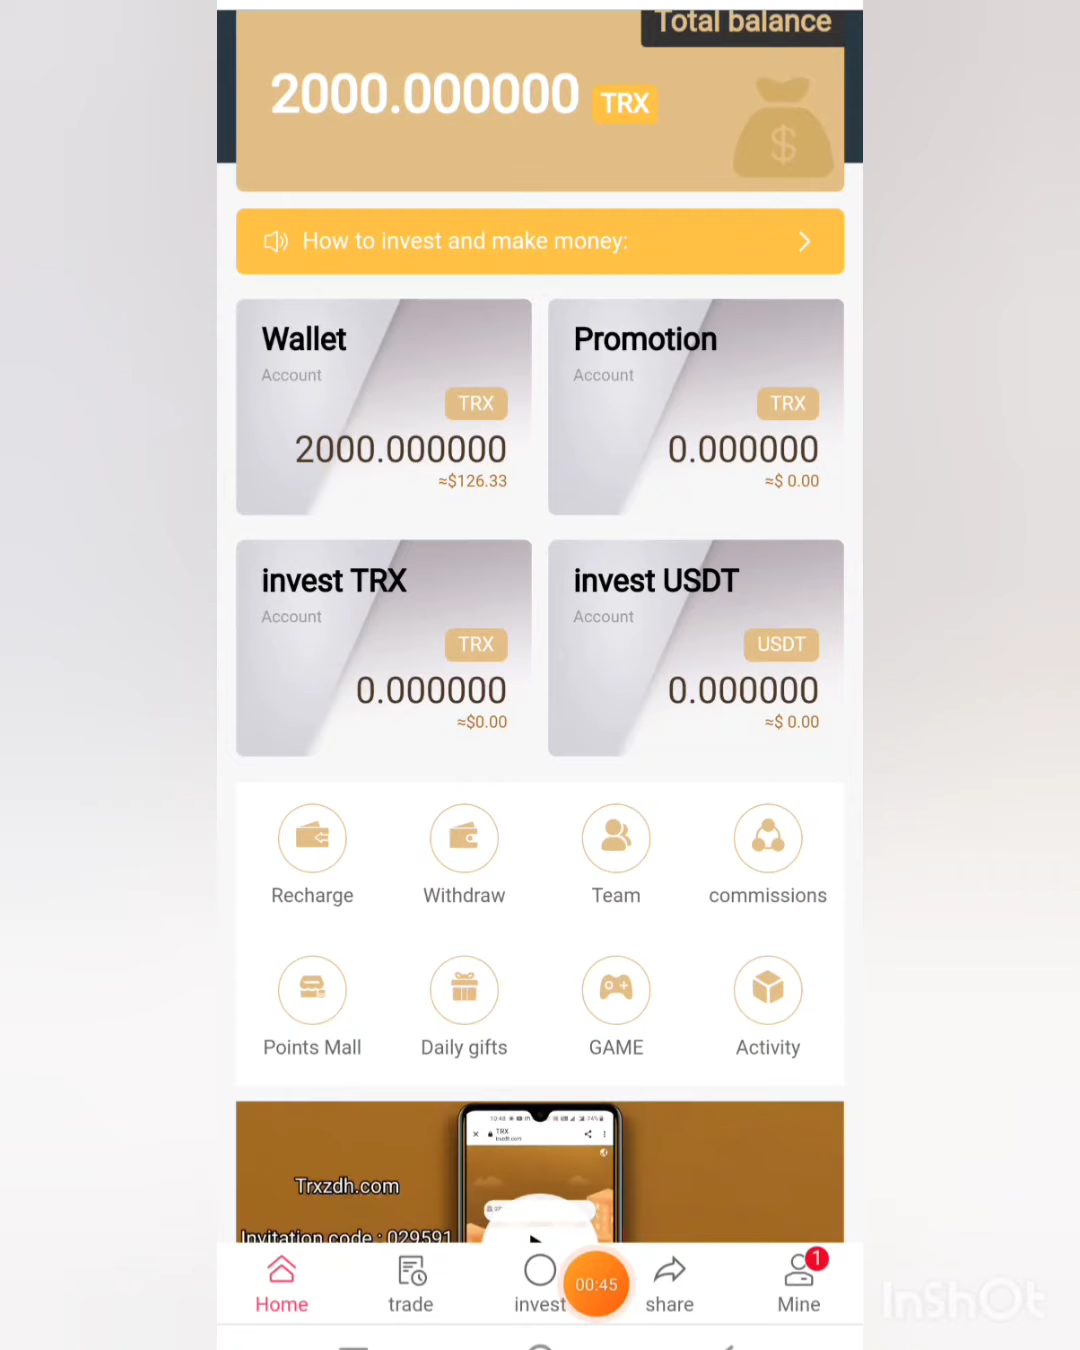 Total balance
2000.000000 TRX
How to invest and make money:
Wallet
Account
TRX
2000.000000
≈$126.33
Promotion
Account
TRX
0.000000
≈$ 0.00
invest TRX
Account
TRX
0.000000
≈$0.00
invest USDT
Account
USDT
0.000000
≈$ 0.00
Recharge
Withdraw
Team
commissions
Points Mall
Daily gifts
GAME
Activity
TRX
trxzdh.com
Trxzdh.com
Invitation code : 029591
Home
trade
invest
00:45
share
1
Mine
InShOt